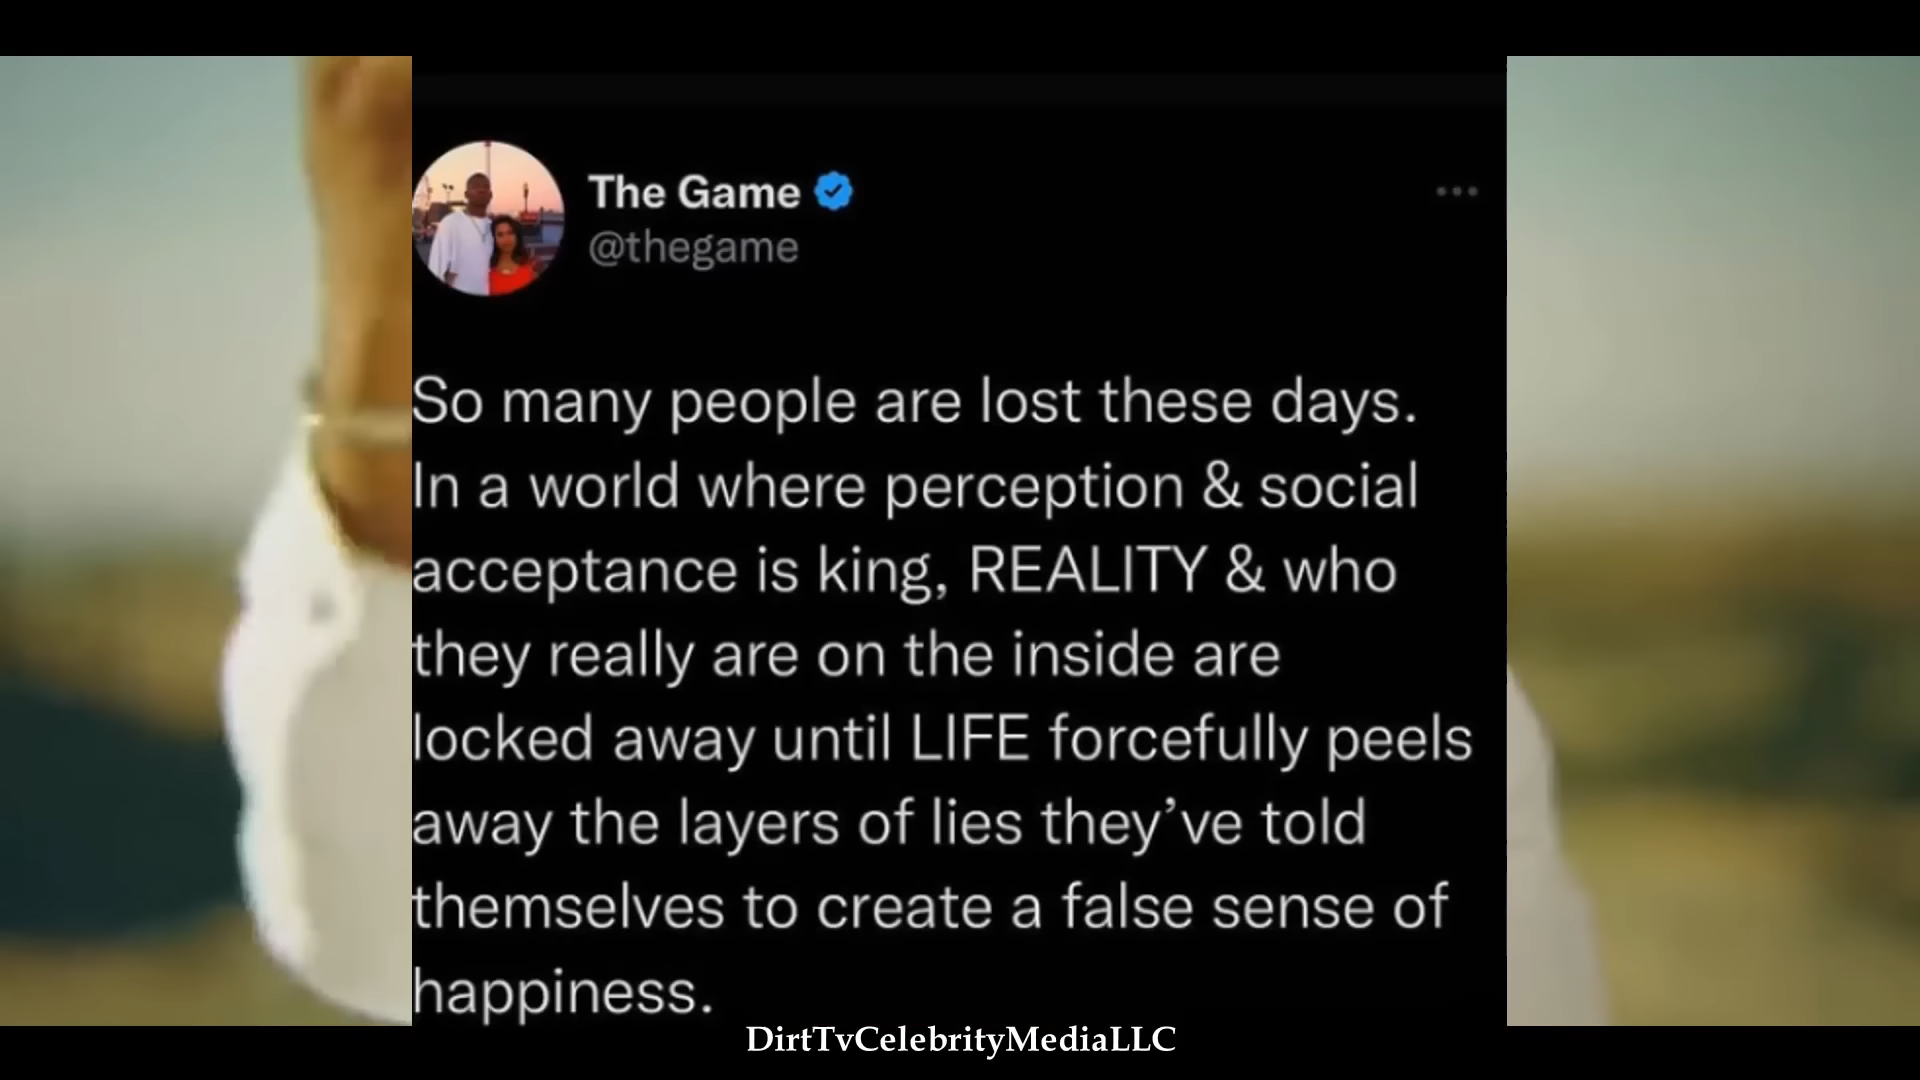 The Game
@thegame
So many people are lost these days.
In a world where perception & social
acceptance is king, REALITY & who
they really are on the inside are
locked away until LIFE forcefully peels
away the layers of lies they’ve told
themselves to create a false sense of
happiness.
DirtTvCelebrityMediaLLC